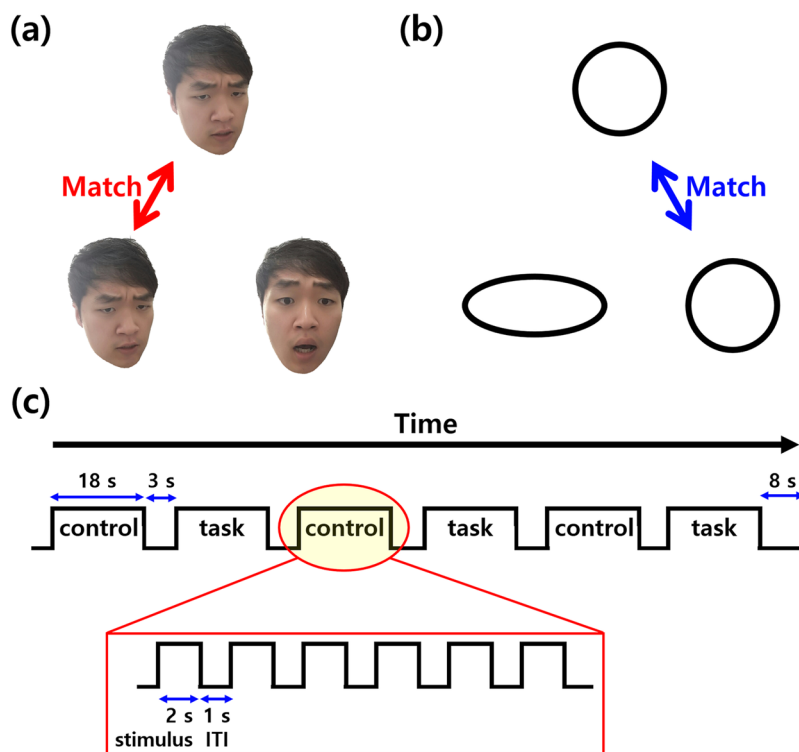 (a)
(b)
Match
Match
(c)
Time
18 s
3 s
8 s
control
task
control
task
control
task
2 s
1 s
stimulus
ITI